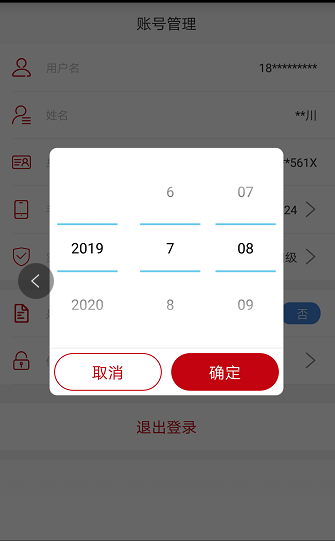 账号管理
用户名 18*********
姓名 **川
*561X
6 07
24
2019 7 08
级
2020 8 09
否
取消 确定
退出登录